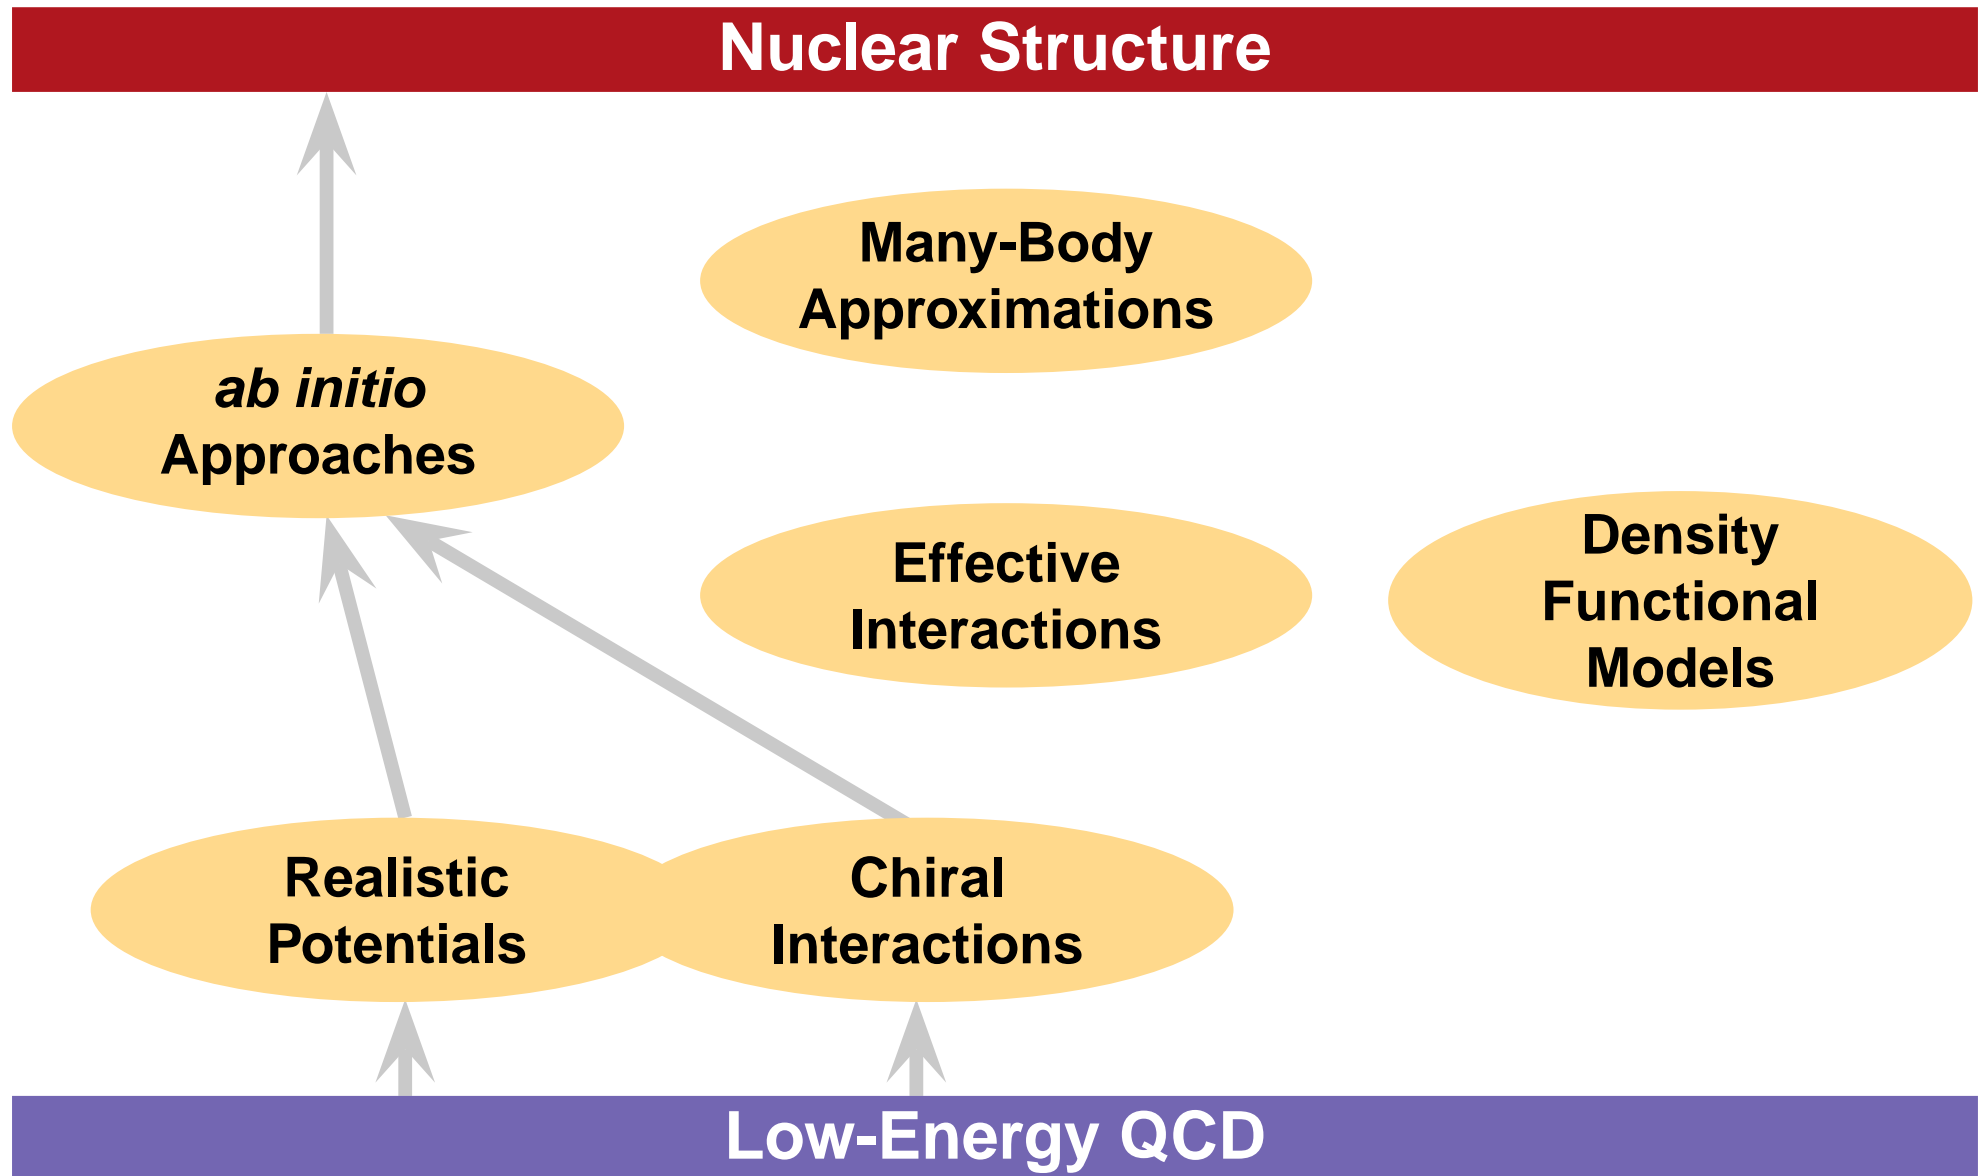 Nuclear Structure
Many-Body
Approximations
ab initio
Approaches
Effective
Interactions
Density
Functional
Models
Realistic
Potentials
Chiral
Interactions
Low-Energy QCD